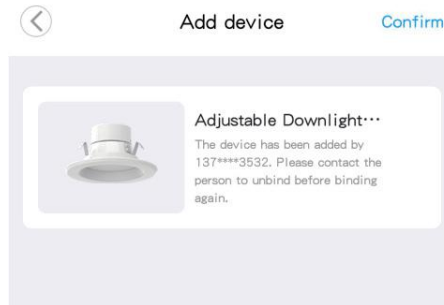 Add device
Confirm
Adjustable Downlight···
The device has been added by
137****3532. Please contact the
person to unbind before binding
again.